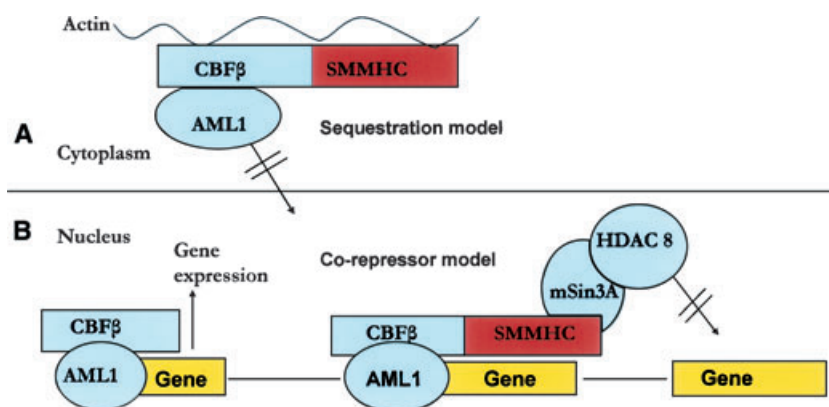 Actin
CBFβ SMMHC
AML1
A
Sequestration model
Cytoplasm
B
Nucleus
Gene
expression
Co-repressor model
HDAC 8
mSin3A
CBFβ
CBFβ SMMHC
AML1 Gene
AML1 Gene
Gene